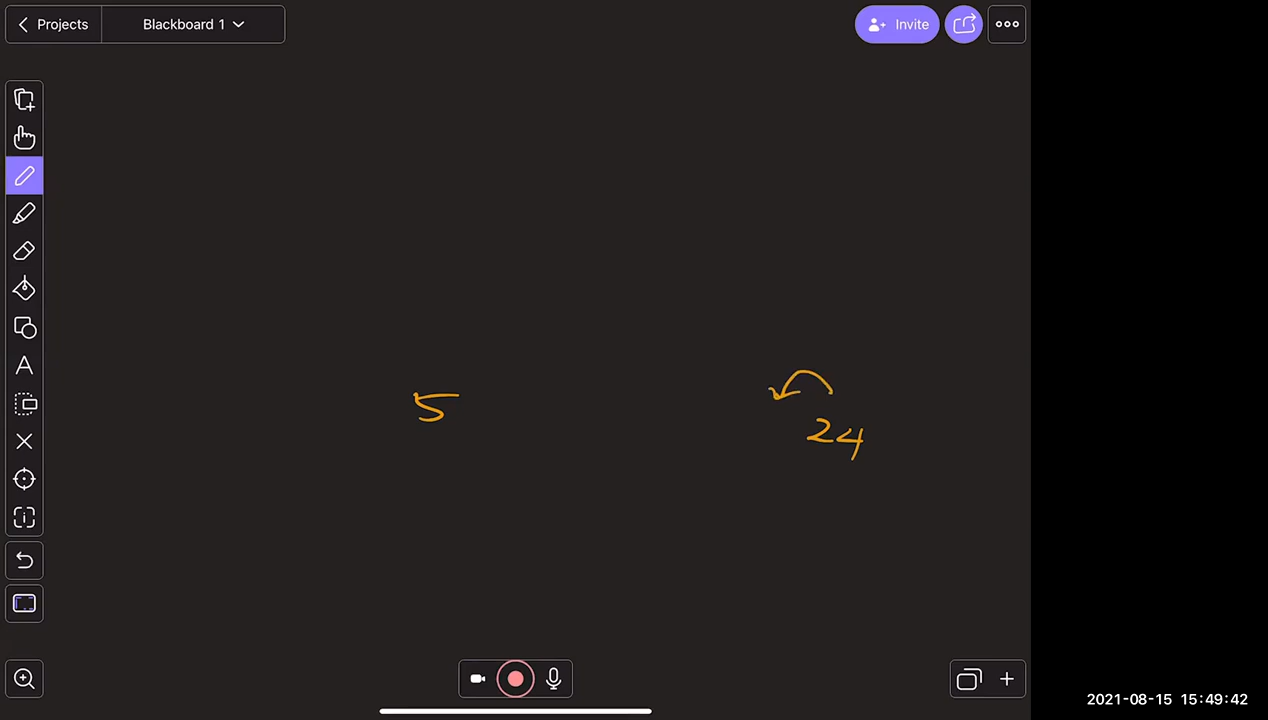 Projects
Blackboard 1
Invite
A
5
24
2021-08-15 15:49:42